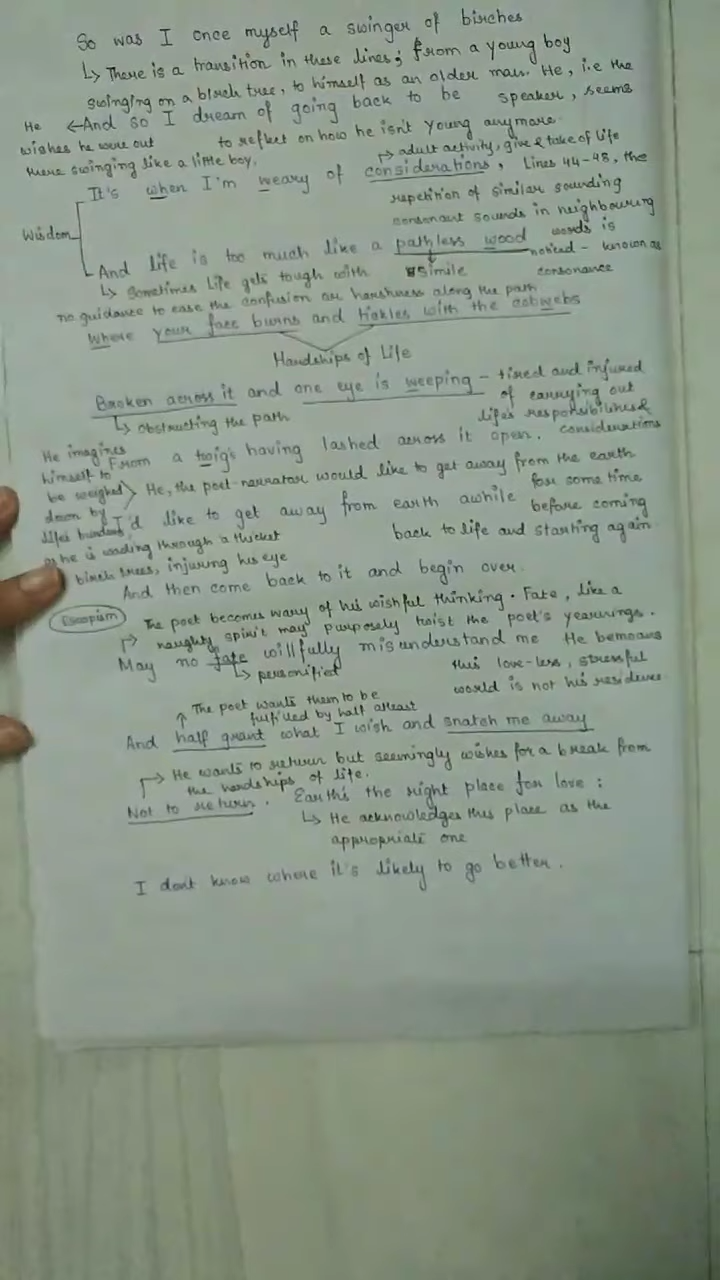 So was I once myself a swinger of birches
↳ There is a transition in these lines; from a young boy
swinging on a birch tree, to himself as an older man. He, i.e the
He ← And so I dream of going back to be speaker, seems
wishes he were out to reflect on how he isn't young anymore.
there swinging like a little boy. → adult activity, give & take of life
It's when I'm weary of considerations, Lines 44-48, the
repetition of similar sounding
consonant sounds in neighbouring
Wisdom
And life is too much like a pathless wood words is
noticed - known as
↳ Sometimes Life gets tough with simile consonance
no guidance to ease the confusion or harshness along the path
Where your face burns and tickles with the cobwebs
Hardships of Life
Broken across it and one eye is weeping - tired and injured
↳ obstructing the path of carrying out
life's responsibilities &
He imagines considerations
From a twig's having lashed across it open.
himself to
be weighed > He, the poet-narrator would like to get away from the earth
down by for some time
life's burdens, I'd like to get away from earth awhile before coming
as he is wading through a thicket back to life and starting again.
birch trees, injuring his eye
And then come back to it and begin over.
Escapism The poet becomes wary of his wishful thinking. Fate, like a
↱ naughty spirit may purposely twist the poet's yearnings.
May no fate willfully misunderstand me He bemoans
↳ personified this love-less, stressful
world is not his residence
↑ The poet wants them to be
fulfilled by half atleast
And half grant what I wish and snatch me away
↱ He wants to return but seemingly wishes for a break from
the hardships of life.
Not to return. Earth's the right place for love:
↳ He acknowledges this place as the
appropriate one
I don't know where it's likely to go better.